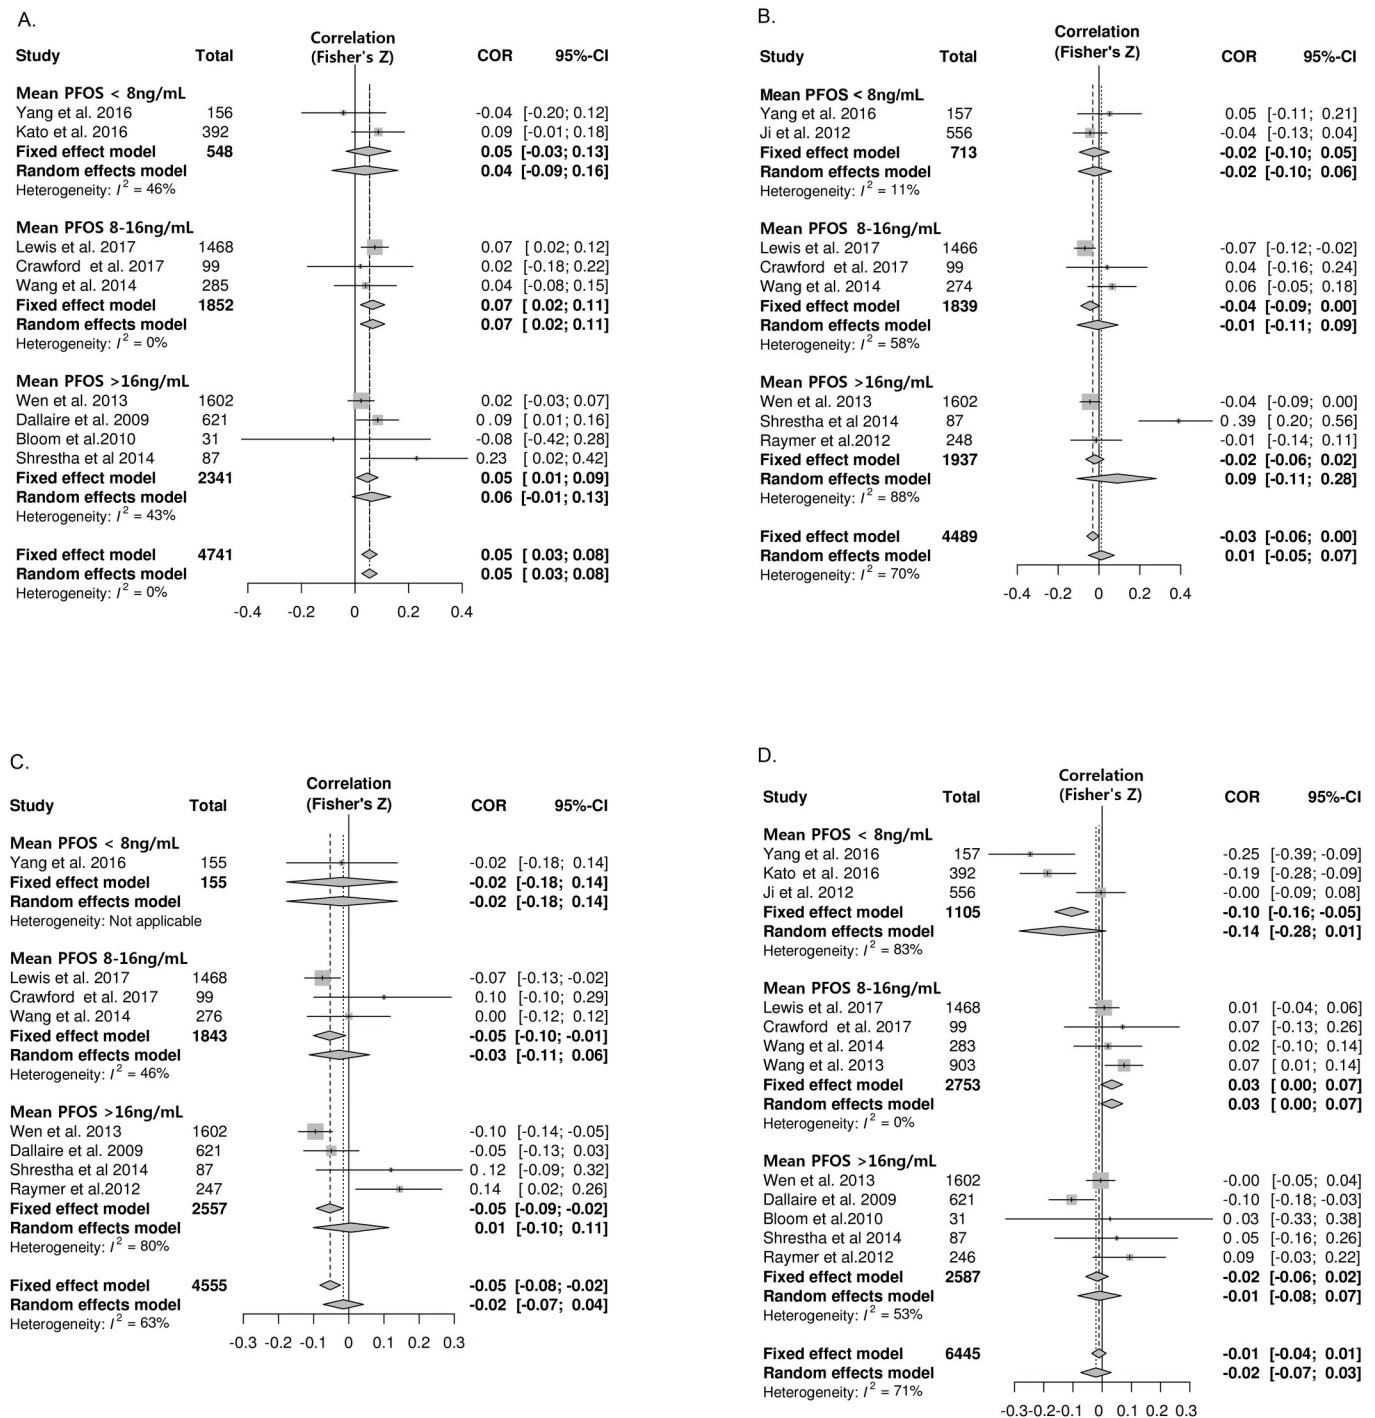 A.
Correlation
Study Total (Fisher's Z) COR 95%-CI
Mean PFOS < 8ng/mL
Yang et al. 2016 156 -0.04 [-0.20; 0.12]
Kato et al. 2016 392 0.09 [-0.01; 0.18]
Fixed effect model 548 0.05 [-0.03; 0.13]
Random effects model 0.04 [-0.09; 0.16]
Heterogeneity: I² = 46%
Mean PFOS 8-16ng/mL
Lewis et al. 2017 1468 0.07 [ 0.02; 0.12]
Crawford et al. 2017 99 0.02 [-0.18; 0.22]
Wang et al. 2014 285 0.04 [-0.08; 0.15]
Fixed effect model 1852 0.07 [ 0.02; 0.11]
Random effects model 0.07 [ 0.02; 0.11]
Heterogeneity: I² = 0%
Mean PFOS >16ng/mL
Wen et al. 2013 1602 0.02 [-0.03; 0.07]
Dallaire et al. 2009 621 0.09 [ 0.01; 0.16]
Bloom et al.2010 31 -0.08 [-0.42; 0.28]
Shrestha et al 2014 87 0.23 [ 0.02; 0.42]
Fixed effect model 2341 0.05 [ 0.01; 0.09]
Random effects model 0.06 [-0.01; 0.13]
Heterogeneity: I² = 43%
Fixed effect model 4741 0.05 [ 0.03; 0.08]
Random effects model 0.05 [ 0.03; 0.08]
Heterogeneity: I² = 0%
-0.4 -0.2 0 0.2 0.4
B.
Correlation
Study Total (Fisher's Z) COR 95%-CI
Mean PFOS < 8ng/mL
Yang et al. 2016 157 0.05 [-0.11; 0.21]
Ji et al. 2012 556 -0.04 [-0.13; 0.04]
Fixed effect model 713 -0.02 [-0.10; 0.05]
Random effects model -0.02 [-0.10; 0.06]
Heterogeneity: I² = 11%
Mean PFOS 8-16ng/mL
Lewis et al. 2017 1466 -0.07 [-0.12; -0.02]
Crawford et al. 2017 99 0.04 [-0.16; 0.24]
Wang et al. 2014 274 0.06 [-0.05; 0.18]
Fixed effect model 1839 -0.04 [-0.09; 0.00]
Random effects model -0.01 [-0.11; 0.09]
Heterogeneity: I² = 58%
Mean PFOS >16ng/mL
Wen et al. 2013 1602 -0.04 [-0.09; 0.00]
Shrestha et al 2014 87 0.39 [ 0.20; 0.56]
Raymer et al.2012 248 -0.01 [-0.14; 0.11]
Fixed effect model 1937 -0.02 [-0.06; 0.02]
Random effects model 0.09 [-0.11; 0.28]
Heterogeneity: I² = 88%
Fixed effect model 4489 -0.03 [-0.06; 0.00]
Random effects model 0.01 [-0.05; 0.07]
Heterogeneity: I² = 70%
-0.4 -0.2 0 0.2 0.4
C.
Correlation
Study Total (Fisher's Z) COR 95%-CI
Mean PFOS < 8ng/mL
Yang et al. 2016 155 -0.02 [-0.18; 0.14]
Fixed effect model 155 -0.02 [-0.18; 0.14]
Random effects model -0.02 [-0.18; 0.14]
Heterogeneity: Not applicable
Mean PFOS 8-16ng/mL
Lewis et al. 2017 1468 -0.07 [-0.13; -0.02]
Crawford et al. 2017 99 0.10 [-0.10; 0.29]
Wang et al. 2014 276 0.00 [-0.12; 0.12]
Fixed effect model 1843 -0.05 [-0.10; -0.01]
Random effects model -0.03 [-0.11; 0.06]
Heterogeneity: I² = 46%
Mean PFOS >16ng/mL
Wen et al. 2013 1602 -0.10 [-0.14; -0.05]
Dallaire et al. 2009 621 -0.05 [-0.13; 0.03]
Shrestha et al 2014 87 0.12 [-0.09; 0.32]
Raymer et al.2012 247 0.14 [ 0.02; 0.26]
Fixed effect model 2557 -0.05 [-0.09; -0.02]
Random effects model 0.01 [-0.10; 0.11]
Heterogeneity: I² = 80%
Fixed effect model 4555 -0.05 [-0.08; -0.02]
Random effects model -0.02 [-0.07; 0.04]
Heterogeneity: I² = 63%
-0.3 -0.2 -0.1 0 0.1 0.2 0.3
D.
Correlation
Study Total (Fisher's Z) COR 95%-CI
Mean PFOS < 8ng/mL
Yang et al. 2016 157 -0.25 [-0.39; -0.09]
Kato et al. 2016 392 -0.19 [-0.28; -0.09]
Ji et al. 2012 556 -0.00 [-0.09; 0.08]
Fixed effect model 1105 -0.10 [-0.16; -0.05]
Random effects model -0.14 [-0.28; 0.01]
Heterogeneity: I² = 83%
Mean PFOS 8-16ng/mL
Lewis et al. 2017 1468 0.01 [-0.04; 0.06]
Crawford et al. 2017 99 0.07 [-0.13; 0.26]
Wang et al. 2014 283 0.02 [-0.10; 0.14]
Wang et al. 2013 903 0.07 [ 0.01; 0.14]
Fixed effect model 2753 0.03 [ 0.00; 0.07]
Random effects model 0.03 [ 0.00; 0.07]
Heterogeneity: I² = 0%
Mean PFOS >16ng/mL
Wen et al. 2013 1602 -0.00 [-0.05; 0.04]
Dallaire et al. 2009 621 -0.10 [-0.18; -0.03]
Bloom et al.2010 31 0.03 [-0.33; 0.38]
Shrestha et al 2014 87 0.05 [-0.16; 0.26]
Raymer et al.2012 246 0.09 [-0.03; 0.22]
Fixed effect model 2587 -0.02 [-0.06; 0.02]
Random effects model -0.01 [-0.08; 0.07]
Heterogeneity: I² = 53%
Fixed effect model 6445 -0.01 [-0.04; 0.01]
Random effects model -0.02 [-0.07; 0.03]
Heterogeneity: I² = 71%
-0.3 -0.2 -0.1 0 0.1 0.2 0.3